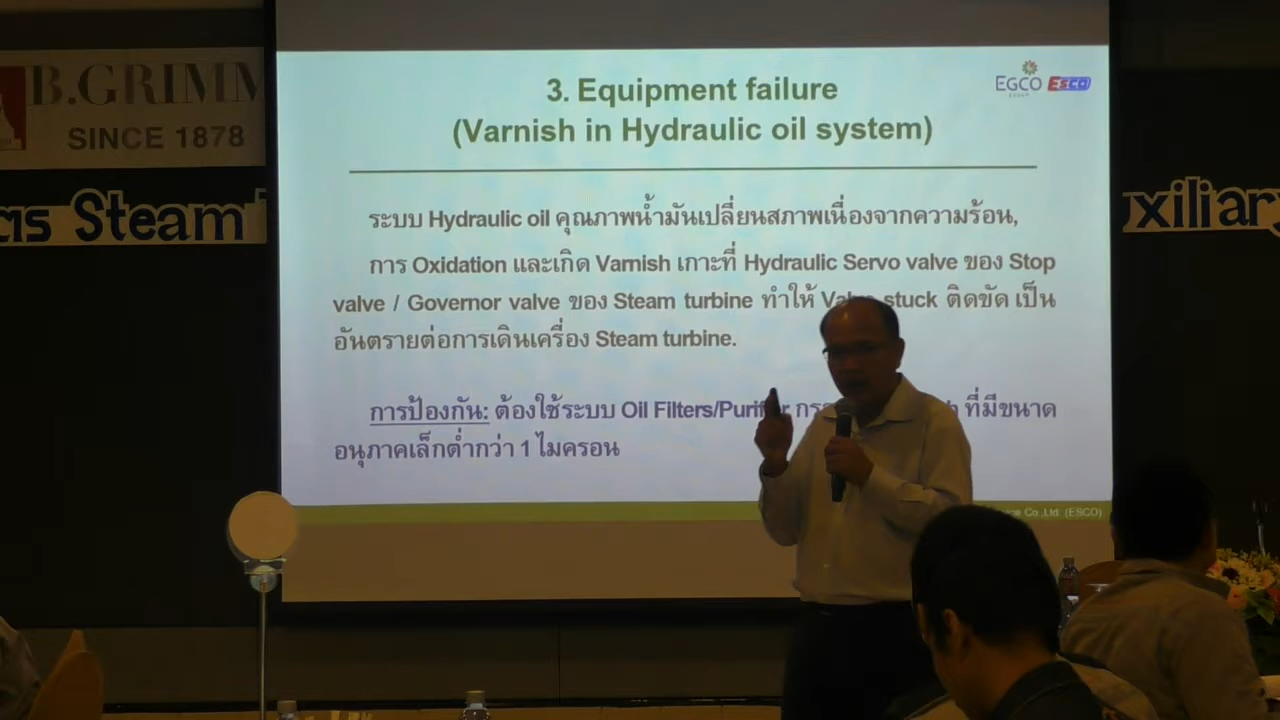 B.GRIMM
SINCE 1878
as Steam
uxiliary
EGCO ESCO
3. Equipment failure
(Varnish in Hydraulic oil system)
ระบบ Hydraulic oil คุณภาพน้ำมันเปลี่ยนสภาพเนื่องจากความร้อน,
การ Oxidation และเกิด Varnish เกาะที่ Hydraulic Servo valve ของ Stop
valve / Governor valve ของ Steam turbine ทำให้ Valve stuck ติดขัด เป็น
อันตรายต่อการเดินเครื่อง Steam turbine.
การป้องกัน: ต้องใช้ระบบ Oil Filters/Purifier ที่มีขนาด
อนุภาคเล็กต่ำกว่า 1 ไมครอน
Co.,Ltd. (ESCO)